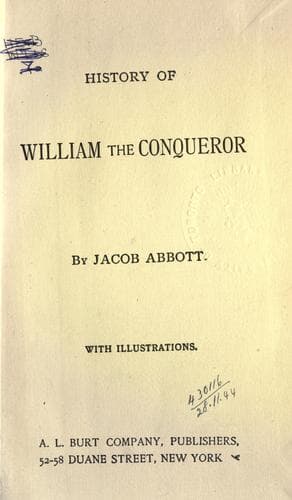 HISTORY OF
WILLIAM THE CONQUEROR
BY JACOB ABBOTT.
WITH ILLUSTRATIONS.
430116
28.11.44
A. L. BURT COMPANY, PUBLISHERS,
52-58 DUANE STREET, NEW YORK